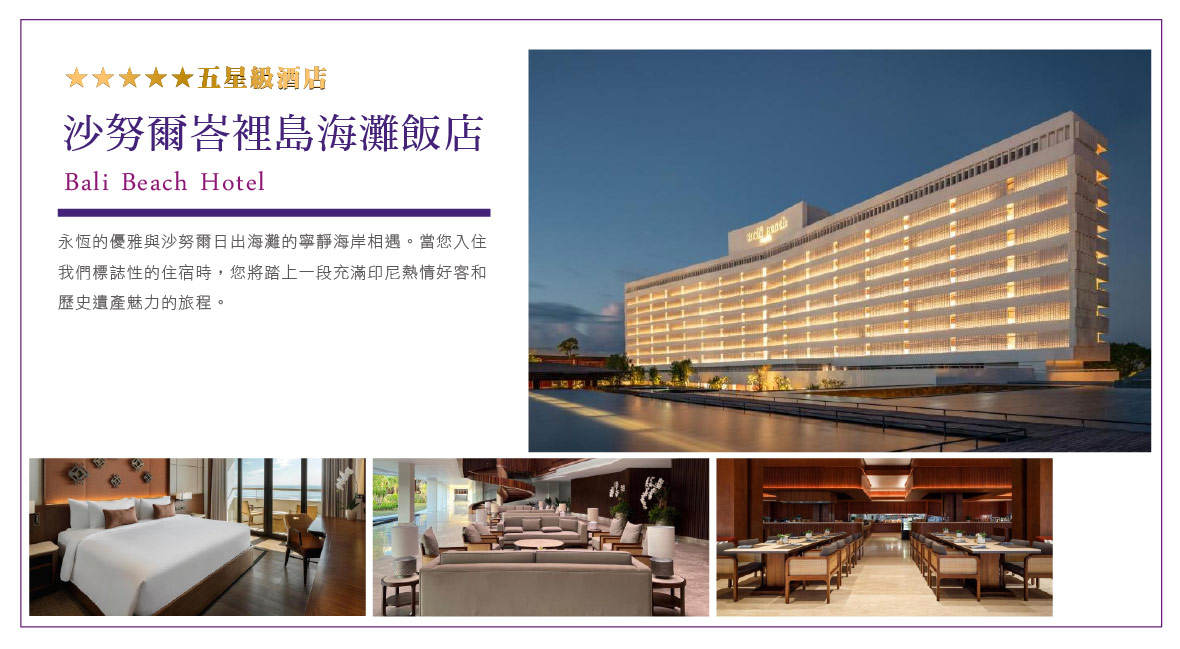 ★★★★★五星級酒店
沙努爾峇裡島海灘飯店
Bali Beach Hotel
永恆的優雅與沙努爾日出海灘的寧靜海岸相遇。當您入住
我們標誌性的住宿時，您將踏上一段充滿印尼熱情好客和
歷史遺產魅力的旅程。